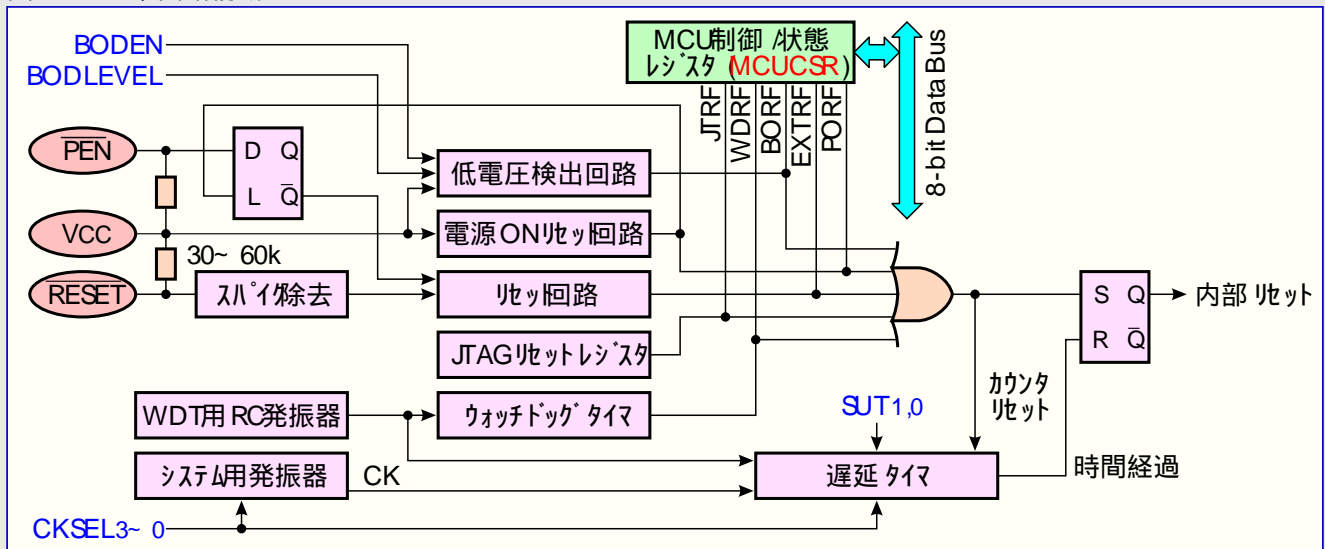 BODEN
BODLEVEL
MCU制御/状態
レジスタ (MCUCSR)
8-bit Data Bus
JTRF
WDRF
BORF
EXTRF
PORF
PEN
D Q
L Q
低電圧検出回路
VCC
電源ONリセット回路
30~ 60k
RESET
スパイク除去
リセット回路
S Q
R Q
内部リセット
JTAGリセットレジスタ
カウンタ
リセット
WDT用 RC発振器
ウォッチドッグ タイマ
SUT1,0
システム用発振器
CK
遅延タイマ
時間経過
CKSEL3~ 0